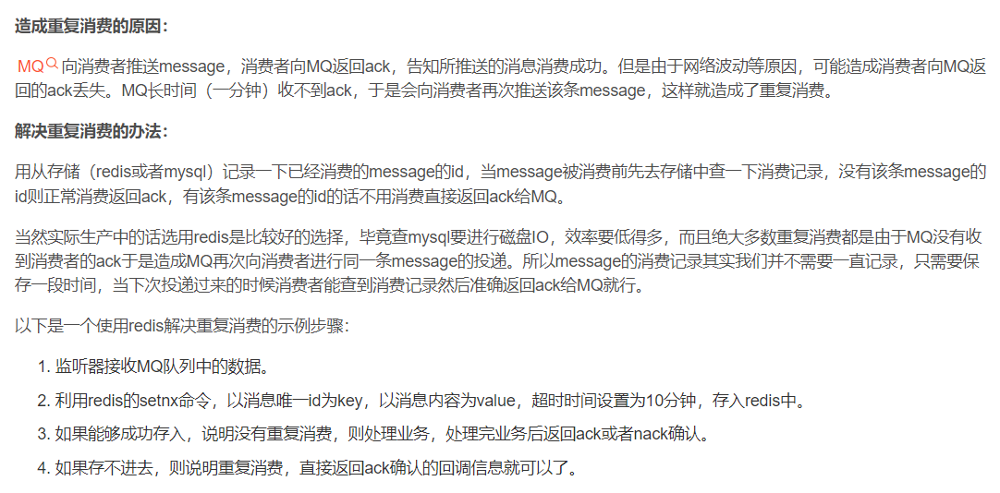 造成重复消费的原因：
MQ向消费者推送message，消费者向MQ返回ack，告知所推送的消息消费成功。但是由于网络波动等原因，可能造成消费者向MQ返
回的ack丢失。MQ长时间（一分钟）收不到ack，于是会向消费者再次推送该条message，这样就造成了重复消费。
解决重复消费的办法：
用从存储（redis或者mysql）记录一下已经消费的message的id，当message被消费前先去存储中查一下消费记录，没有该条message的
id则正常消费返回ack，有该条message的id的话不用消费直接返回ack给MQ。
当然实际生产中的话选用redis是比较好的选择，毕竟查mysql要进行磁盘IO，效率要低得多，而且绝大多数重复消费都是由于MQ没有收
到消费者的ack于是造成MQ再次向消费者进行同一条message的投递。所以message的消费记录其实我们并不需要一直记录，只需要保
存一段时间，当下次投递过来的时候消费者能查到消费记录然后准确返回ack给MQ就行。
以下是一个使用redis解决重复消费的示例步骤：
1. 监听器接收MQ队列中的数据。
2. 利用redis的setnx命令，以消息唯一id为key，以消息内容为value，超时时间设置为10分钟，存入redis中。
3. 如果能够成功存入，说明没有重复消费，则处理业务，处理完业务后返回ack或者nack确认。
4. 如果存不进去，则说明重复消费，直接返回ack确认的回调信息就可以了。